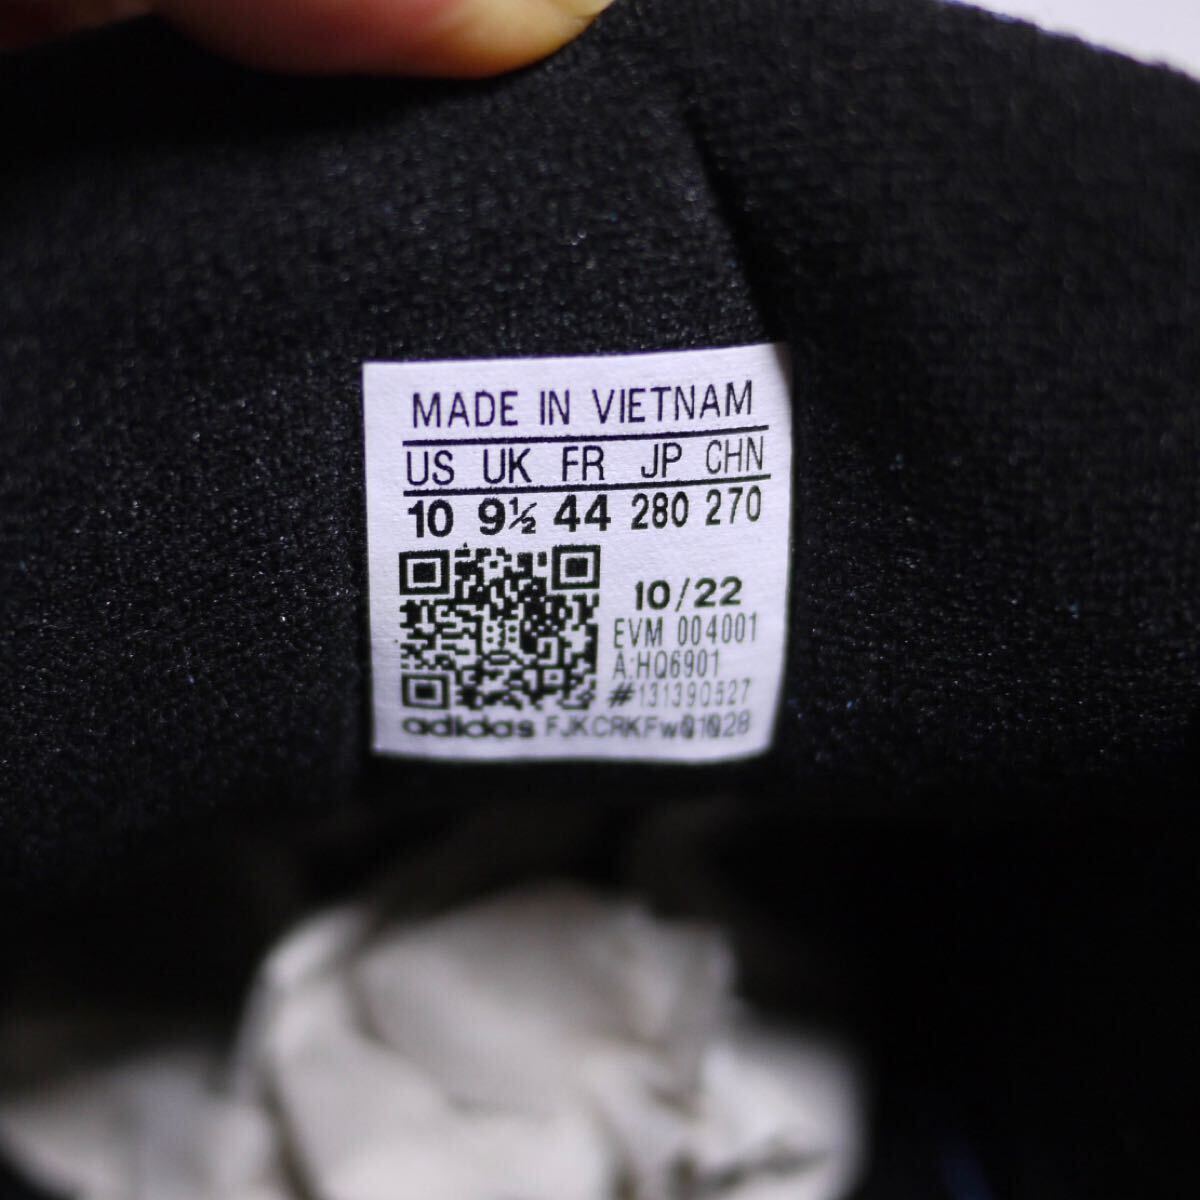 MADE IN VIETNAM
US UK FR JP CHN
10 9½ 44 280 270
10/22
EVM 004001
A:HQ6901
#131390527
adidas FJKCRKFw01028